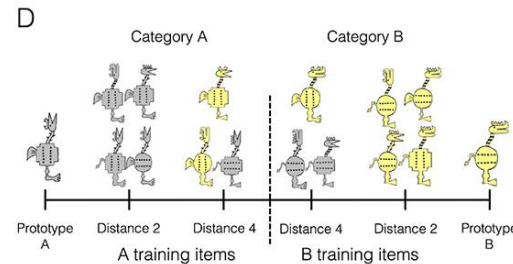 D
Category A Category B
Prototype A Distance 2 Distance 4 Distance 4 Distance 2 Prototype B
A training items B training items